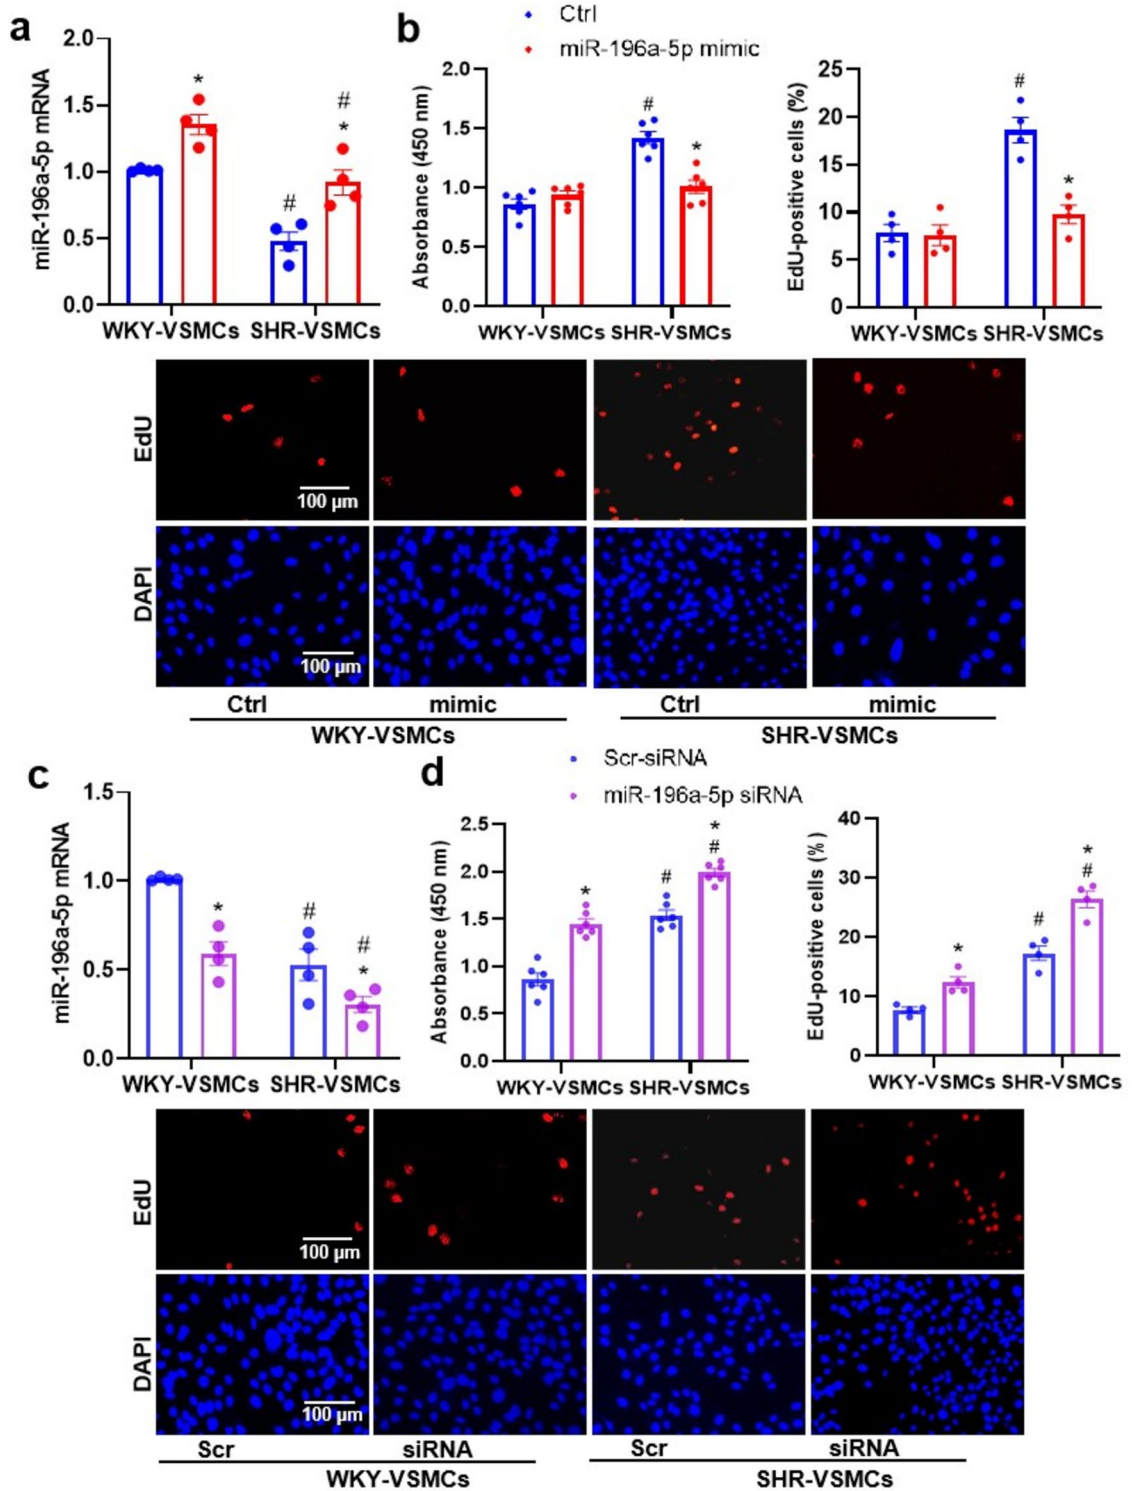 a
miR-196a-5p mRNA
2.0
1.5
1.0
0.5
0.0
*
#
#
*
WKY-VSMCs SHR-VSMCs
b
Ctrl
miR-196a-5p mimic
Absorbance (450 nm)
2.0
1.5
1.0
0.5
0.0
#
*
WKY-VSMCs SHR-VSMCs
EdU-positive cells (%)
25
20
15
10
5
0
#
*
WKY-VSMCs SHR-VSMCs
EdU
100 µm
DAPI
100 µm
Ctrl mimic Ctrl mimic
WKY-VSMCs SHR-VSMCs
c
miR-196a-5p mRNA
1.5
1.0
0.5
0.0
*
#
#
*
WKY-VSMCs SHR-VSMCs
d
Scr-siRNA
miR-196a-5p siRNA
Absorbance (450 nm)
2.5
2.0
1.5
1.0
0.5
0.0
*
#
*
#
WKY-VSMCs SHR-VSMCs
EdU-positive cells (%)
40
30
20
10
0
*
#
*
#
WKY-VSMCs SHR-VSMCs
EdU
100 µm
DAPI
100 µm
Scr siRNA Scr siRNA
WKY-VSMCs SHR-VSMCs